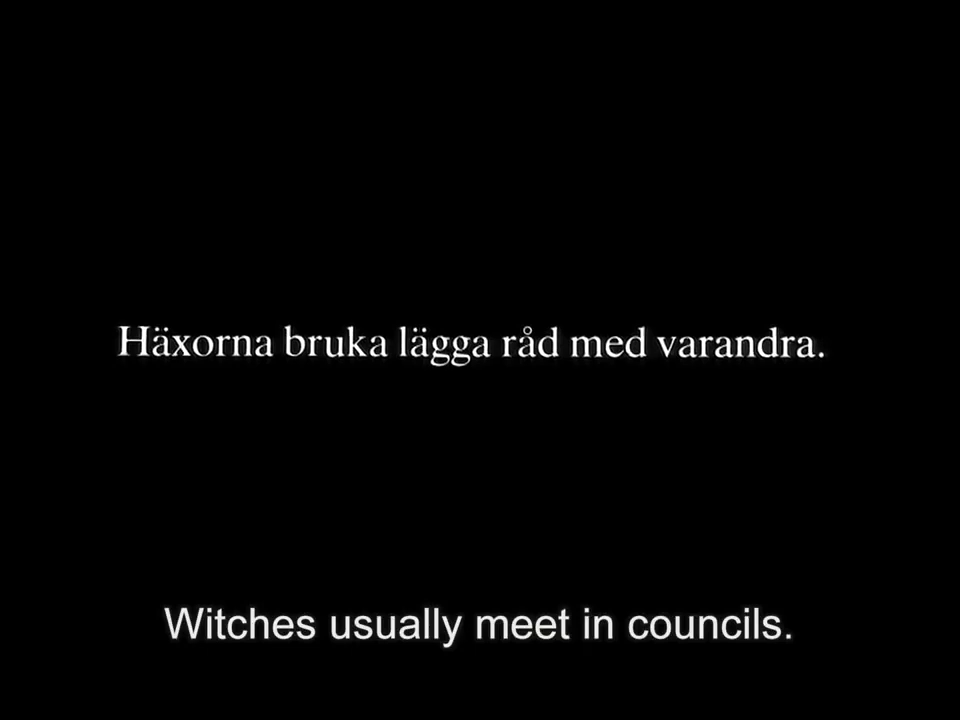 Häxorna bruka lägga råd med varandra.
Witches usually meet in councils.